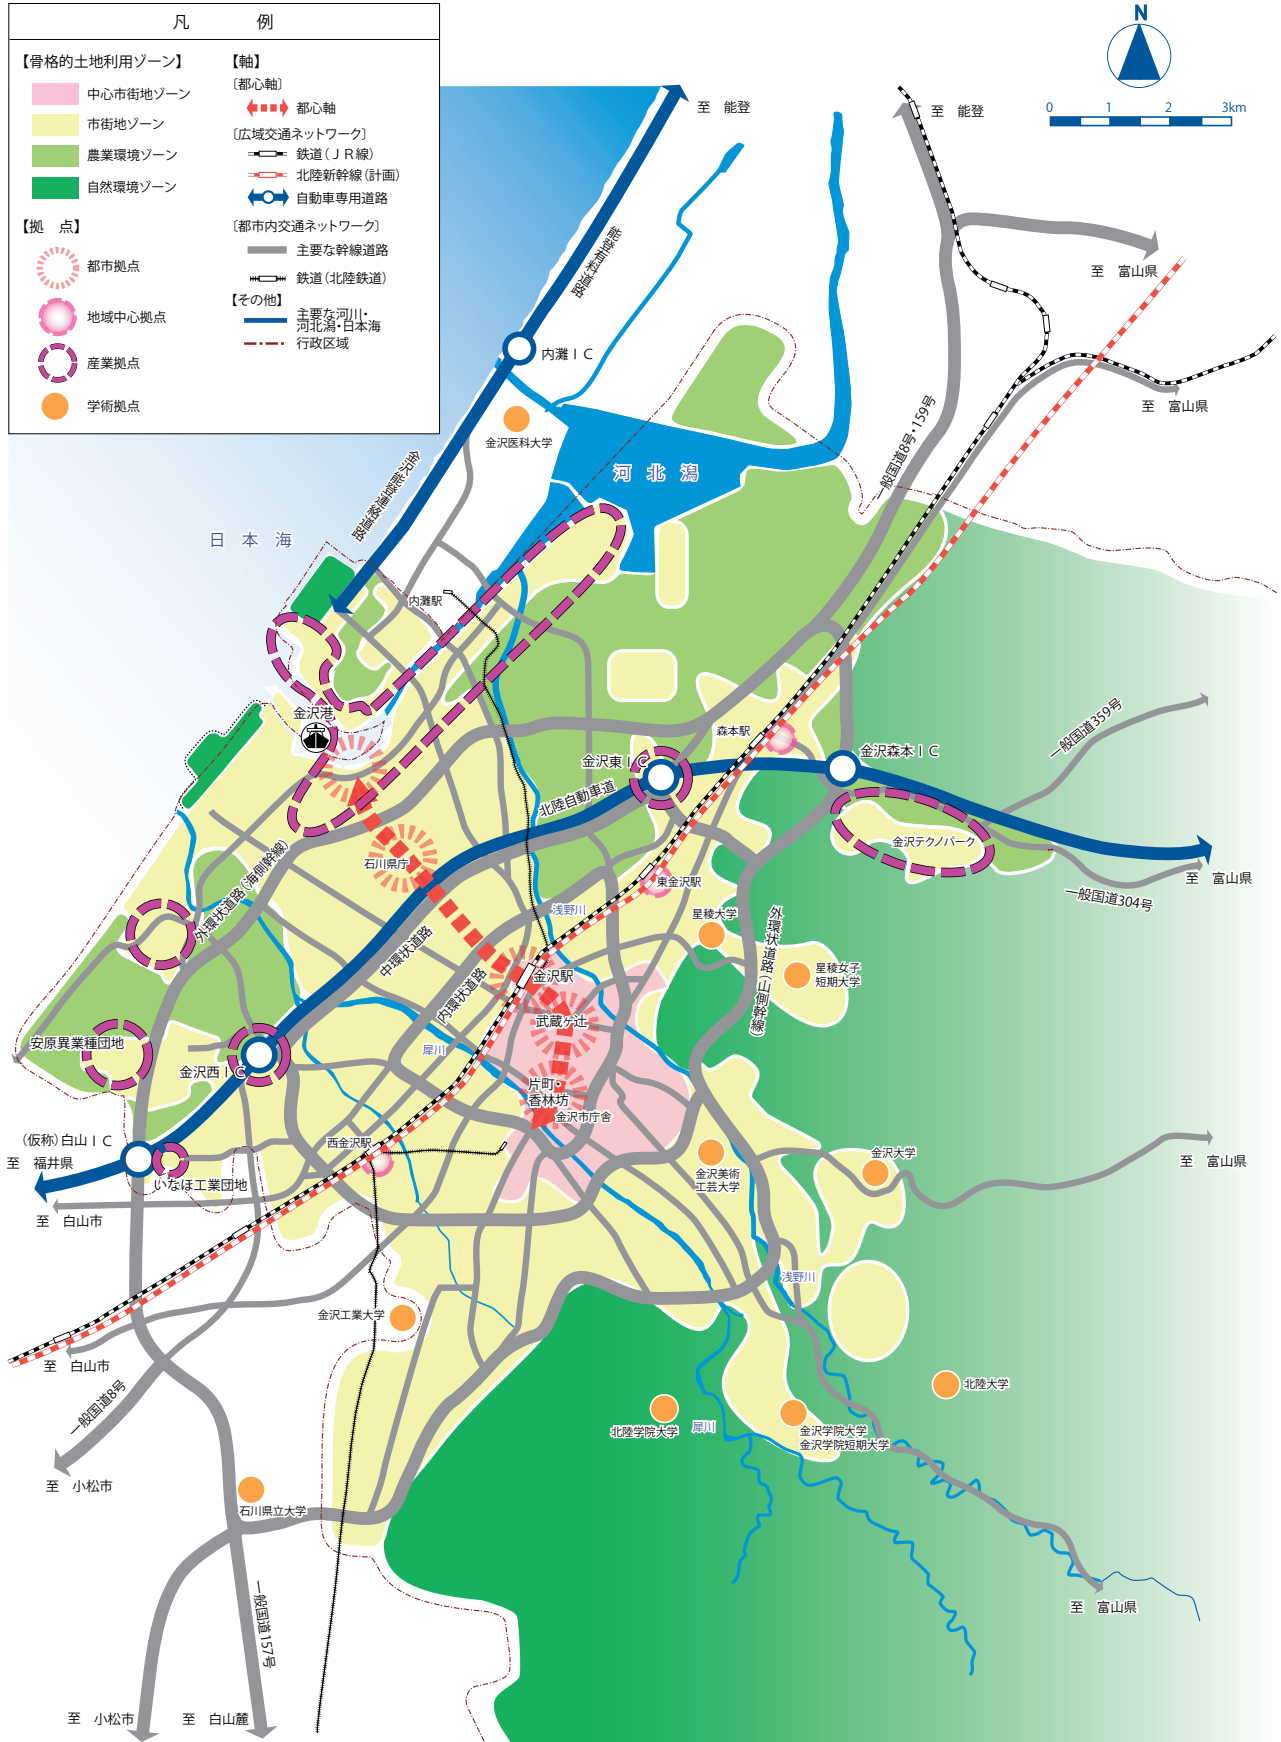 凡　例
【骨格的土地利用ゾーン】
中心市街地ゾーン
市街地ゾーン
農業環境ゾーン
自然環境ゾーン
【拠　点】
都市拠点
地域中心拠点
産業拠点
学術拠点
【軸】
〔都心軸〕
都心軸
〔広域交通ネットワーク〕
鉄道（ＪＲ線）
北陸新幹線（計画）
自動車専用道路
〔都市内交通ネットワーク〕
主要な幹線道路
鉄道（北陸鉄道）
【その他】
主要な河川・
河北潟・日本海
行政区域
N
0 1 2 3km
至　能登
至　能登
能登有料道路
至　富山県
内灘ＩＣ
至　富山県
金沢医科大学
一般国道8号・159号
河 北 潟
金沢能登連絡道路
日 本 海
内灘駅
金沢港
森本駅
金沢森本ＩＣ
一般国道359号
金沢東ＩＣ
北陸自動車道
金沢テクノパーク
石川県庁
外環状道路（海側幹線）
東金沢駅
至　富山県
一般国道304号
浅野川
星稜大学
外環状道路（山側幹線）
中環状道路
星稜女子
短期大学
金沢駅
内環状道路
武蔵ヶ辻
安原異業種団地
犀川
金沢西ＩＣ
片町・
香林坊
金沢市庁舎
（仮称）白山ＩＣ
西金沢駅
至　福井県
金沢大学
至　富山県
金沢美術
工芸大学
いなほ工業団地
至　白山市
浅野川
金沢工業大学
至　白山市
北陸大学
一般国道8号
北陸学院大学
犀川
金沢学院大学
金沢学院短期大学
至　小松市
石川県立大学
至　富山県
一般国道157号
至　小松市
至　白山麓